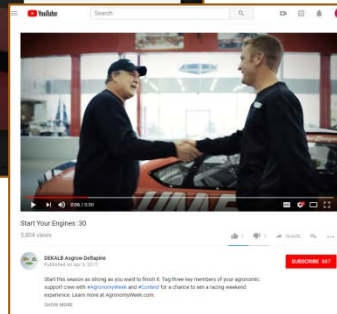 YouTube
Search
0:06 / 0:30
Start Your Engines .30
5,804 views
SHARE
DEKALB Asgrow Deltapine
Published on Apr 3, 2017
SUBSCRIBE 867
Start this season as strong as you want to finish it. Tag three key members of your agronomic
support crew with #AgronomyWeek and #Contest for a chance to win a racing weekend
experience. Learn more at AgronomyWeek.com.
SHOW MORE